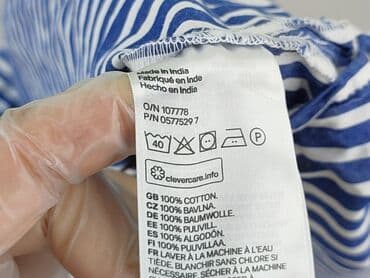 Made in India
Fabriqué en Inde
Hecho en India
O/N 107778
P/N 0577529 7
40
P
clevercare.info
GB 100% COTTON.
CZ 100% BAVLNA.
DE 100% BAUMWOLLE.
EE 100% PUUVILL.
ES 100% ALGODÓN.
FI 100% PUUVILLAA.
FR LAVER À LA MACHINE À L'EAU
TIÈDE, BLANCHIR SANS CHLORE SI
NÉCESSAIRE, SÉCHER À LA MACHINE